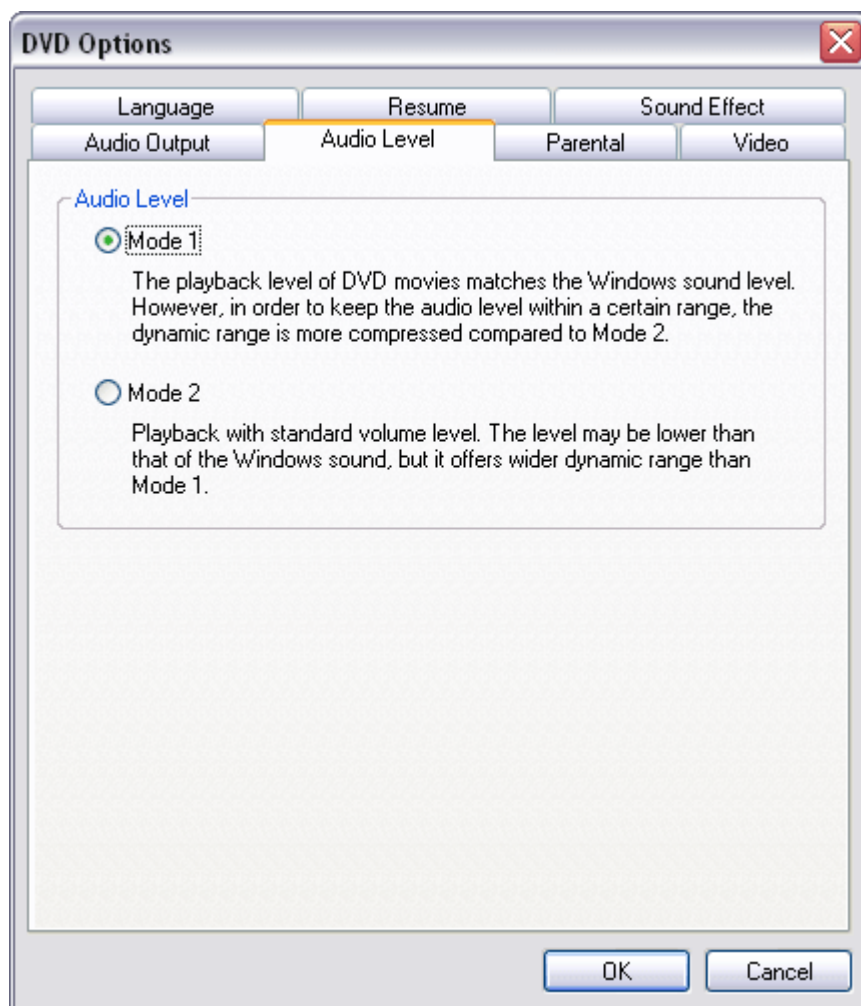 DVD Options
Language Resume Sound Effect
Audio Output Audio Level Parental Video
Audio Level
Mode 1
The playback level of DVD movies matches the Windows sound level.
However, in order to keep the audio level within a certain range, the
dynamic range is more compressed compared to Mode 2.
Mode 2
Playback with standard volume level. The level may be lower than
that of the Windows sound, but it offers wider dynamic range than
Mode 1.
OK Cancel